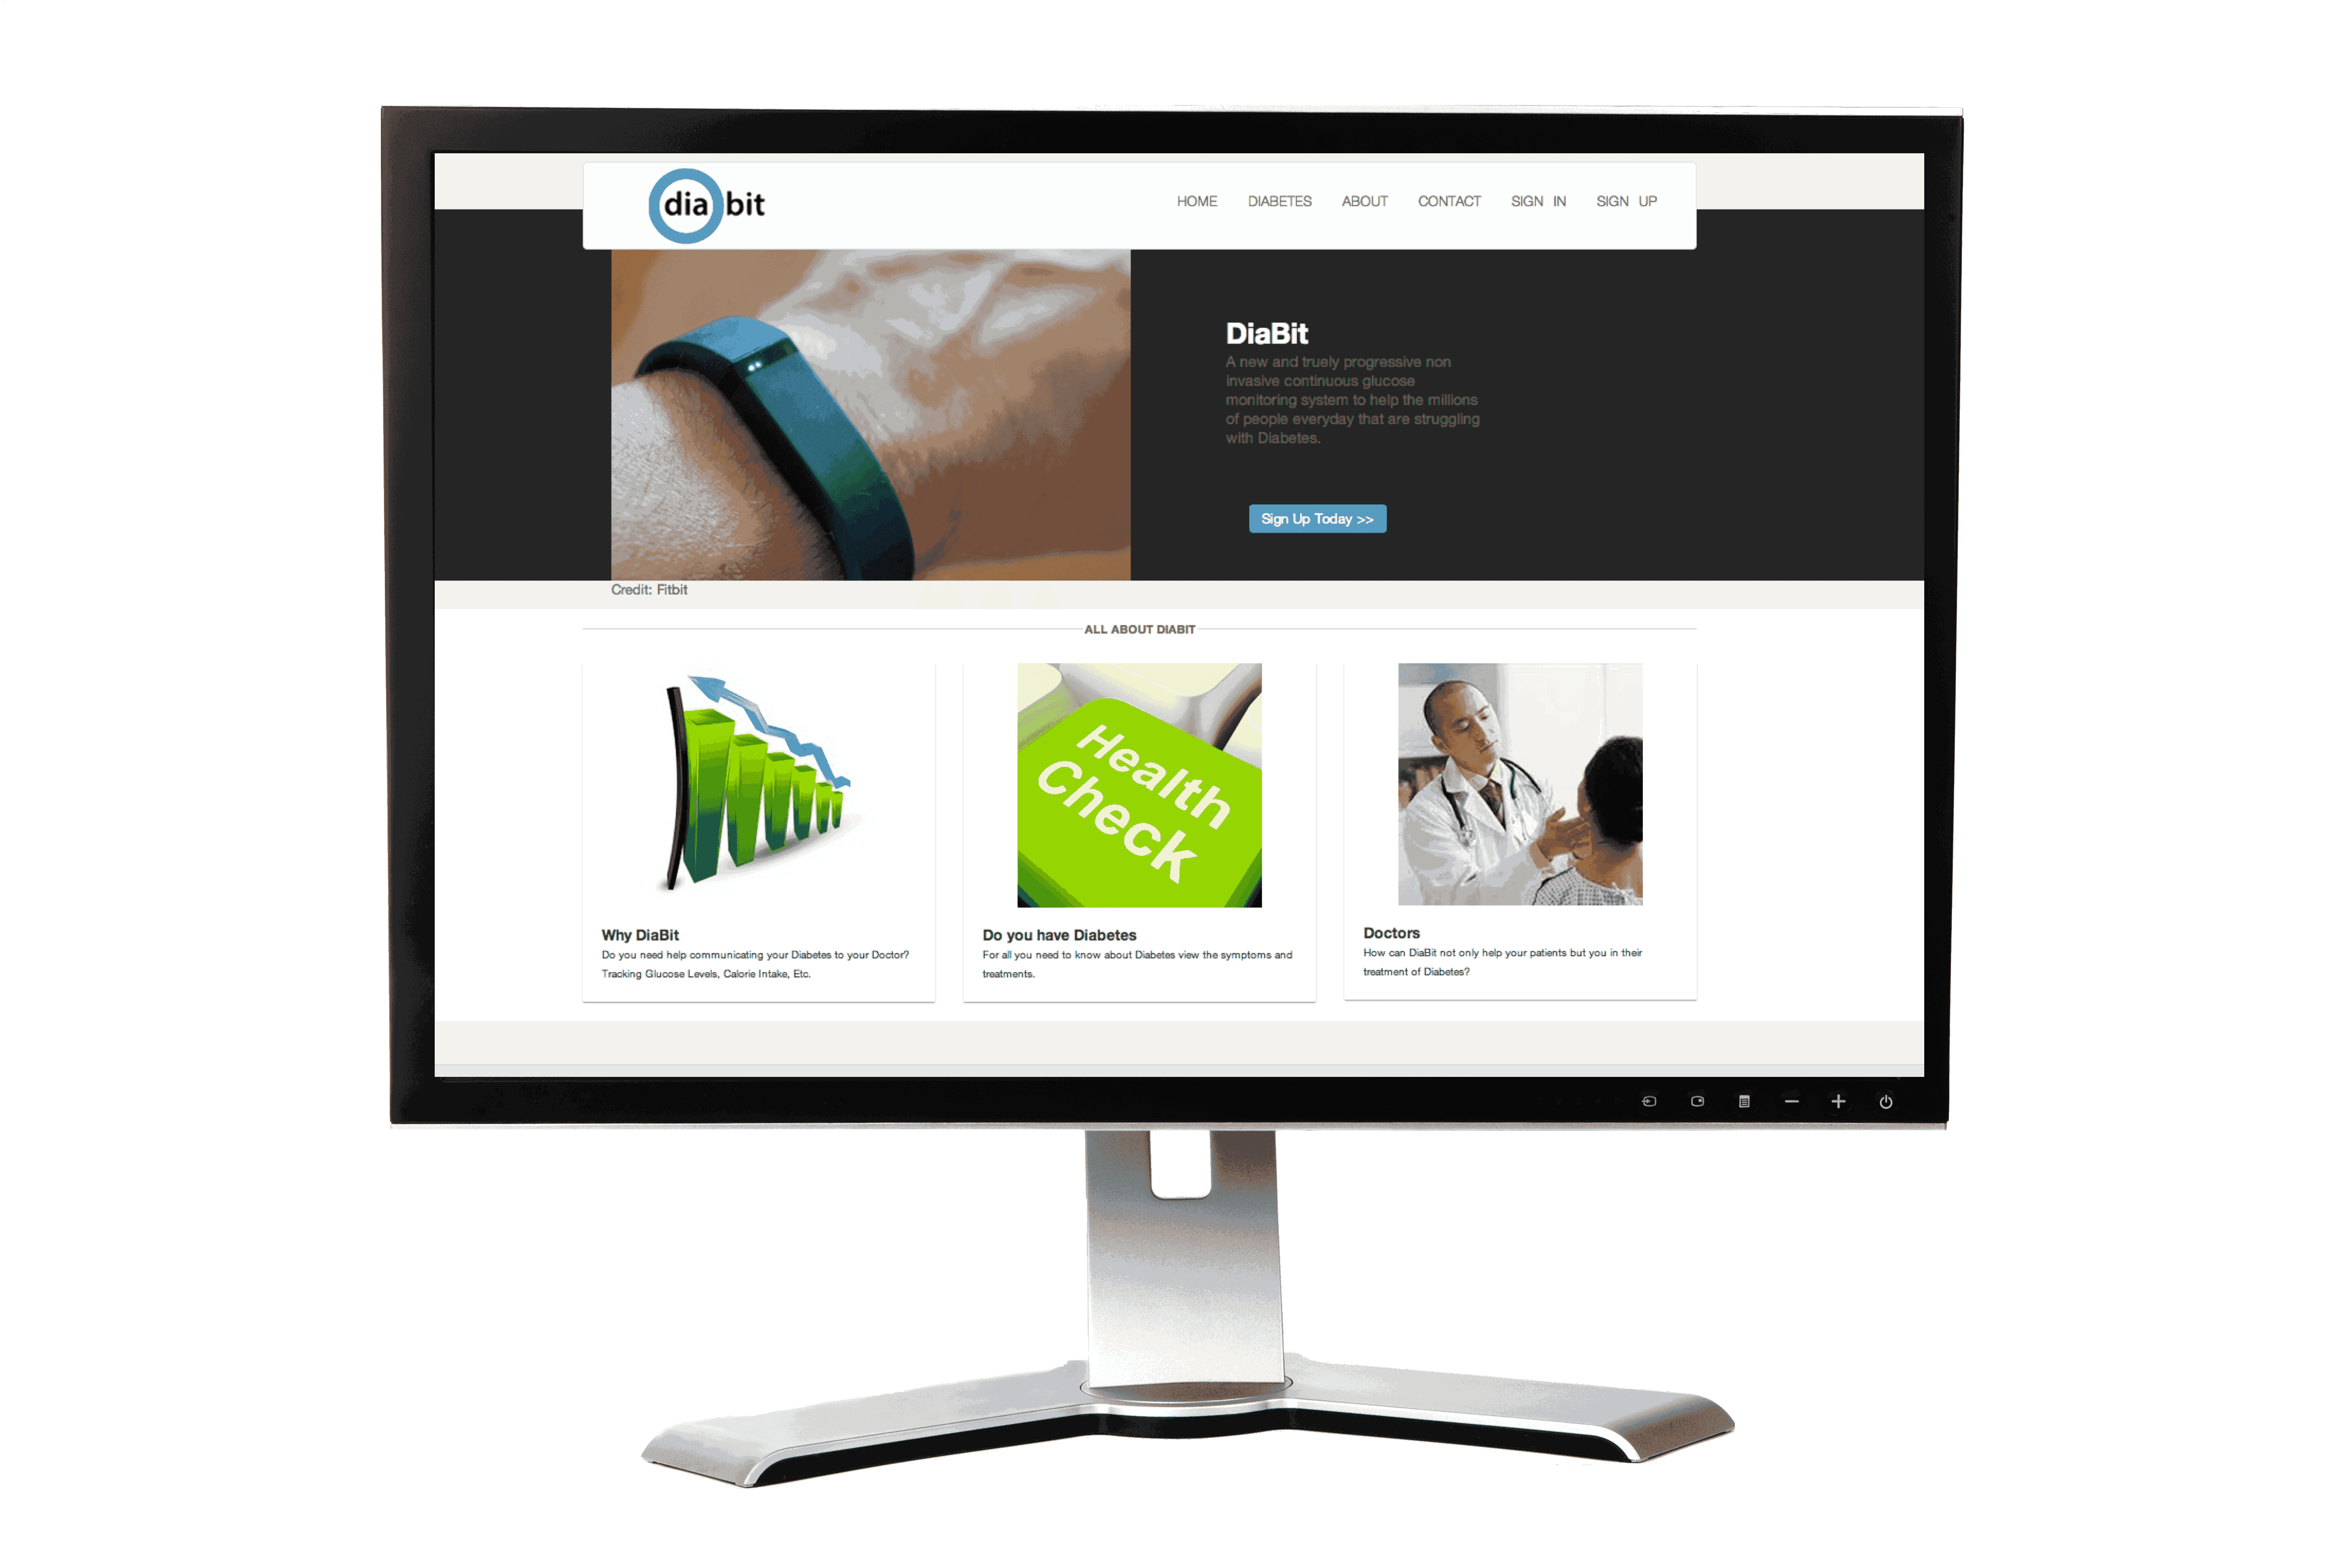 dia bit
HOME DIABETES ABOUT CONTACT SIGN IN SIGN UP
DiaBit
A new and truely progressive non
invasive continuous glucose
monitoring system to help the millions
of people everyday that are struggling
with Diabetes.
Sign Up Today >>
Credit: Fitbit
ALL ABOUT DIABIT
Health
Check
Why DiaBit
Do you need help communicating your Diabetes to your Doctor?
Tracking Glucose Levels, Calorie Intake, Etc.
Do you have Diabetes
For all you need to know about Diabetes view the symptoms and
treatments.
Doctors
How can DiaBit not only help your patients but you in their
treatment of Diabetes?